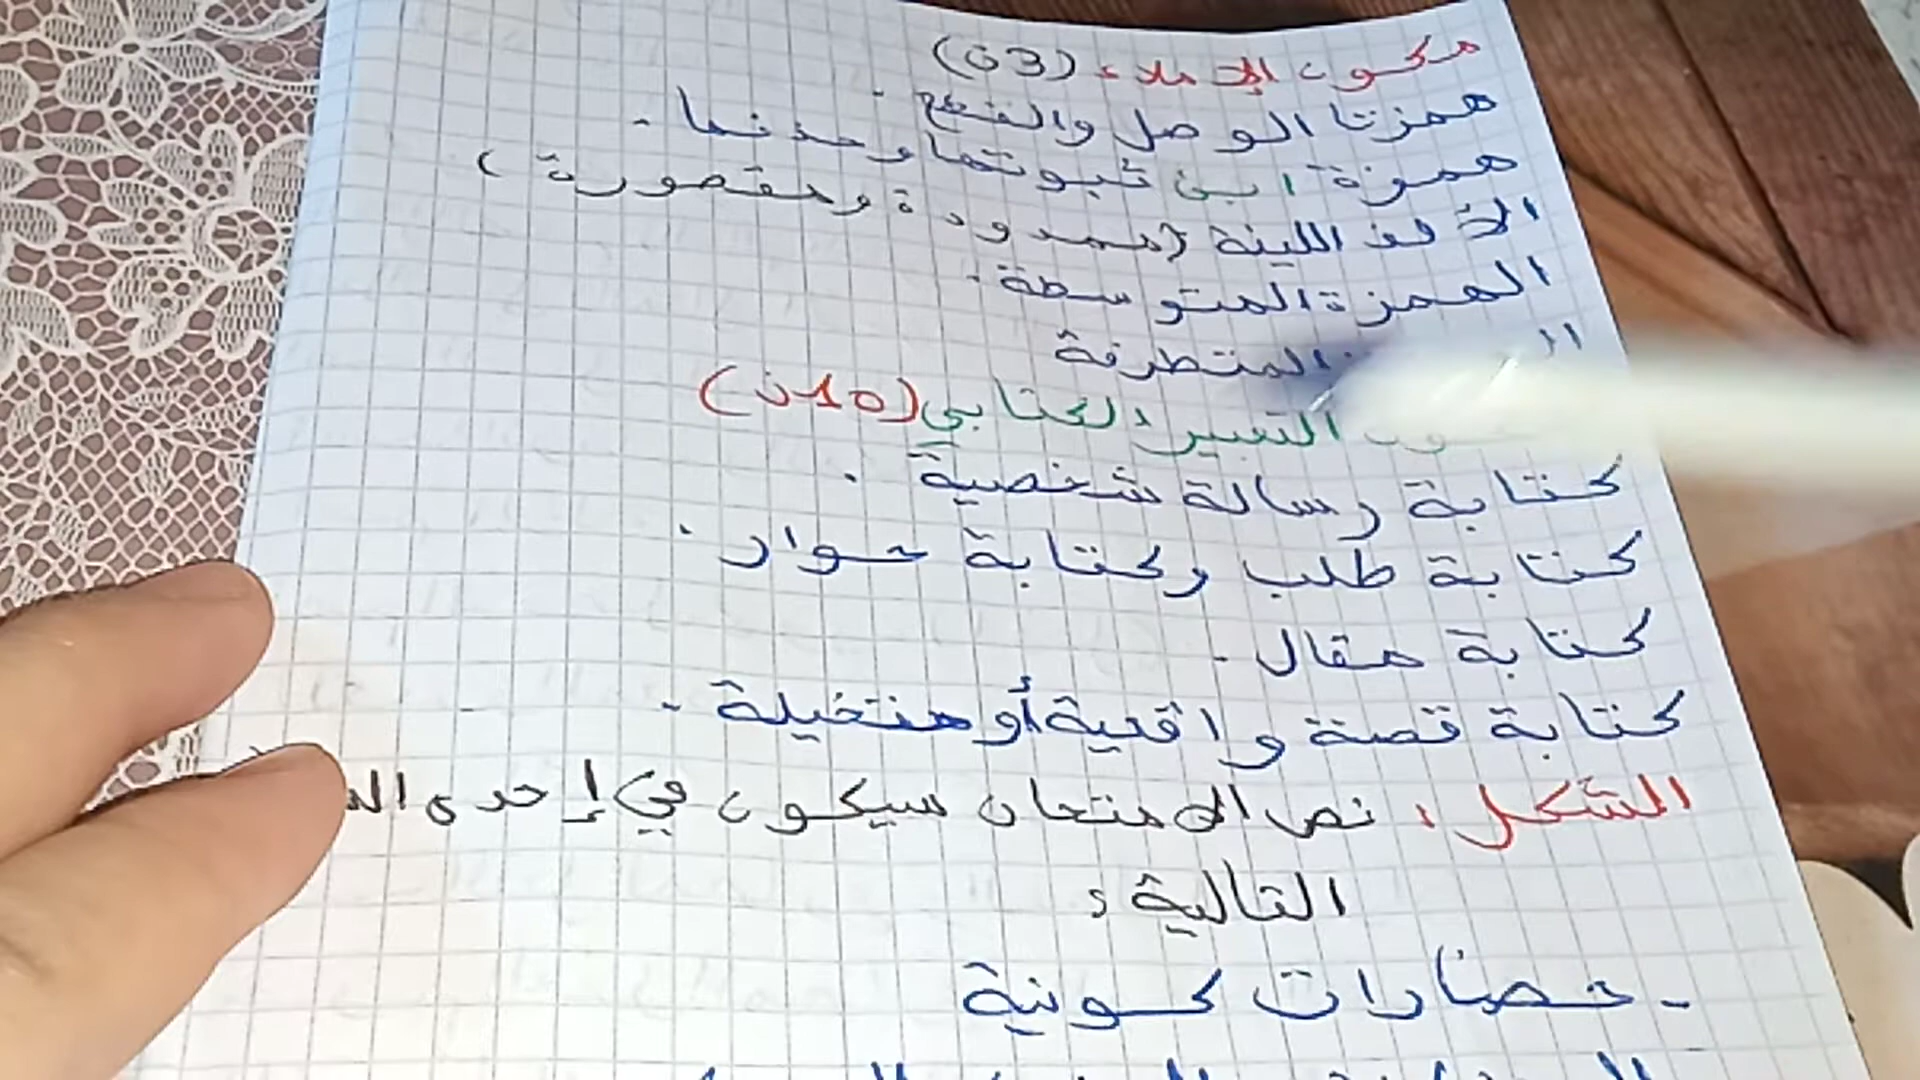 مكون الإملاء (3ن)
همزتا الوصل والقطع.
همزة ابن ثبوتها وحذفها.
الألف اللينة (ممدودة ومقصورة)
الهمزة المتوسطة.
المتطرفة
التعبير الكتابي (10ن)
كتابة رسالة شخصية.
كتابة طلب وكتابة حوار.
كتابة مقال.
كتابة قصة واقعية أو متخيلة.
الشكل: نص الامتحان سيكون في إحدى
التالية:
- حضارات كونية